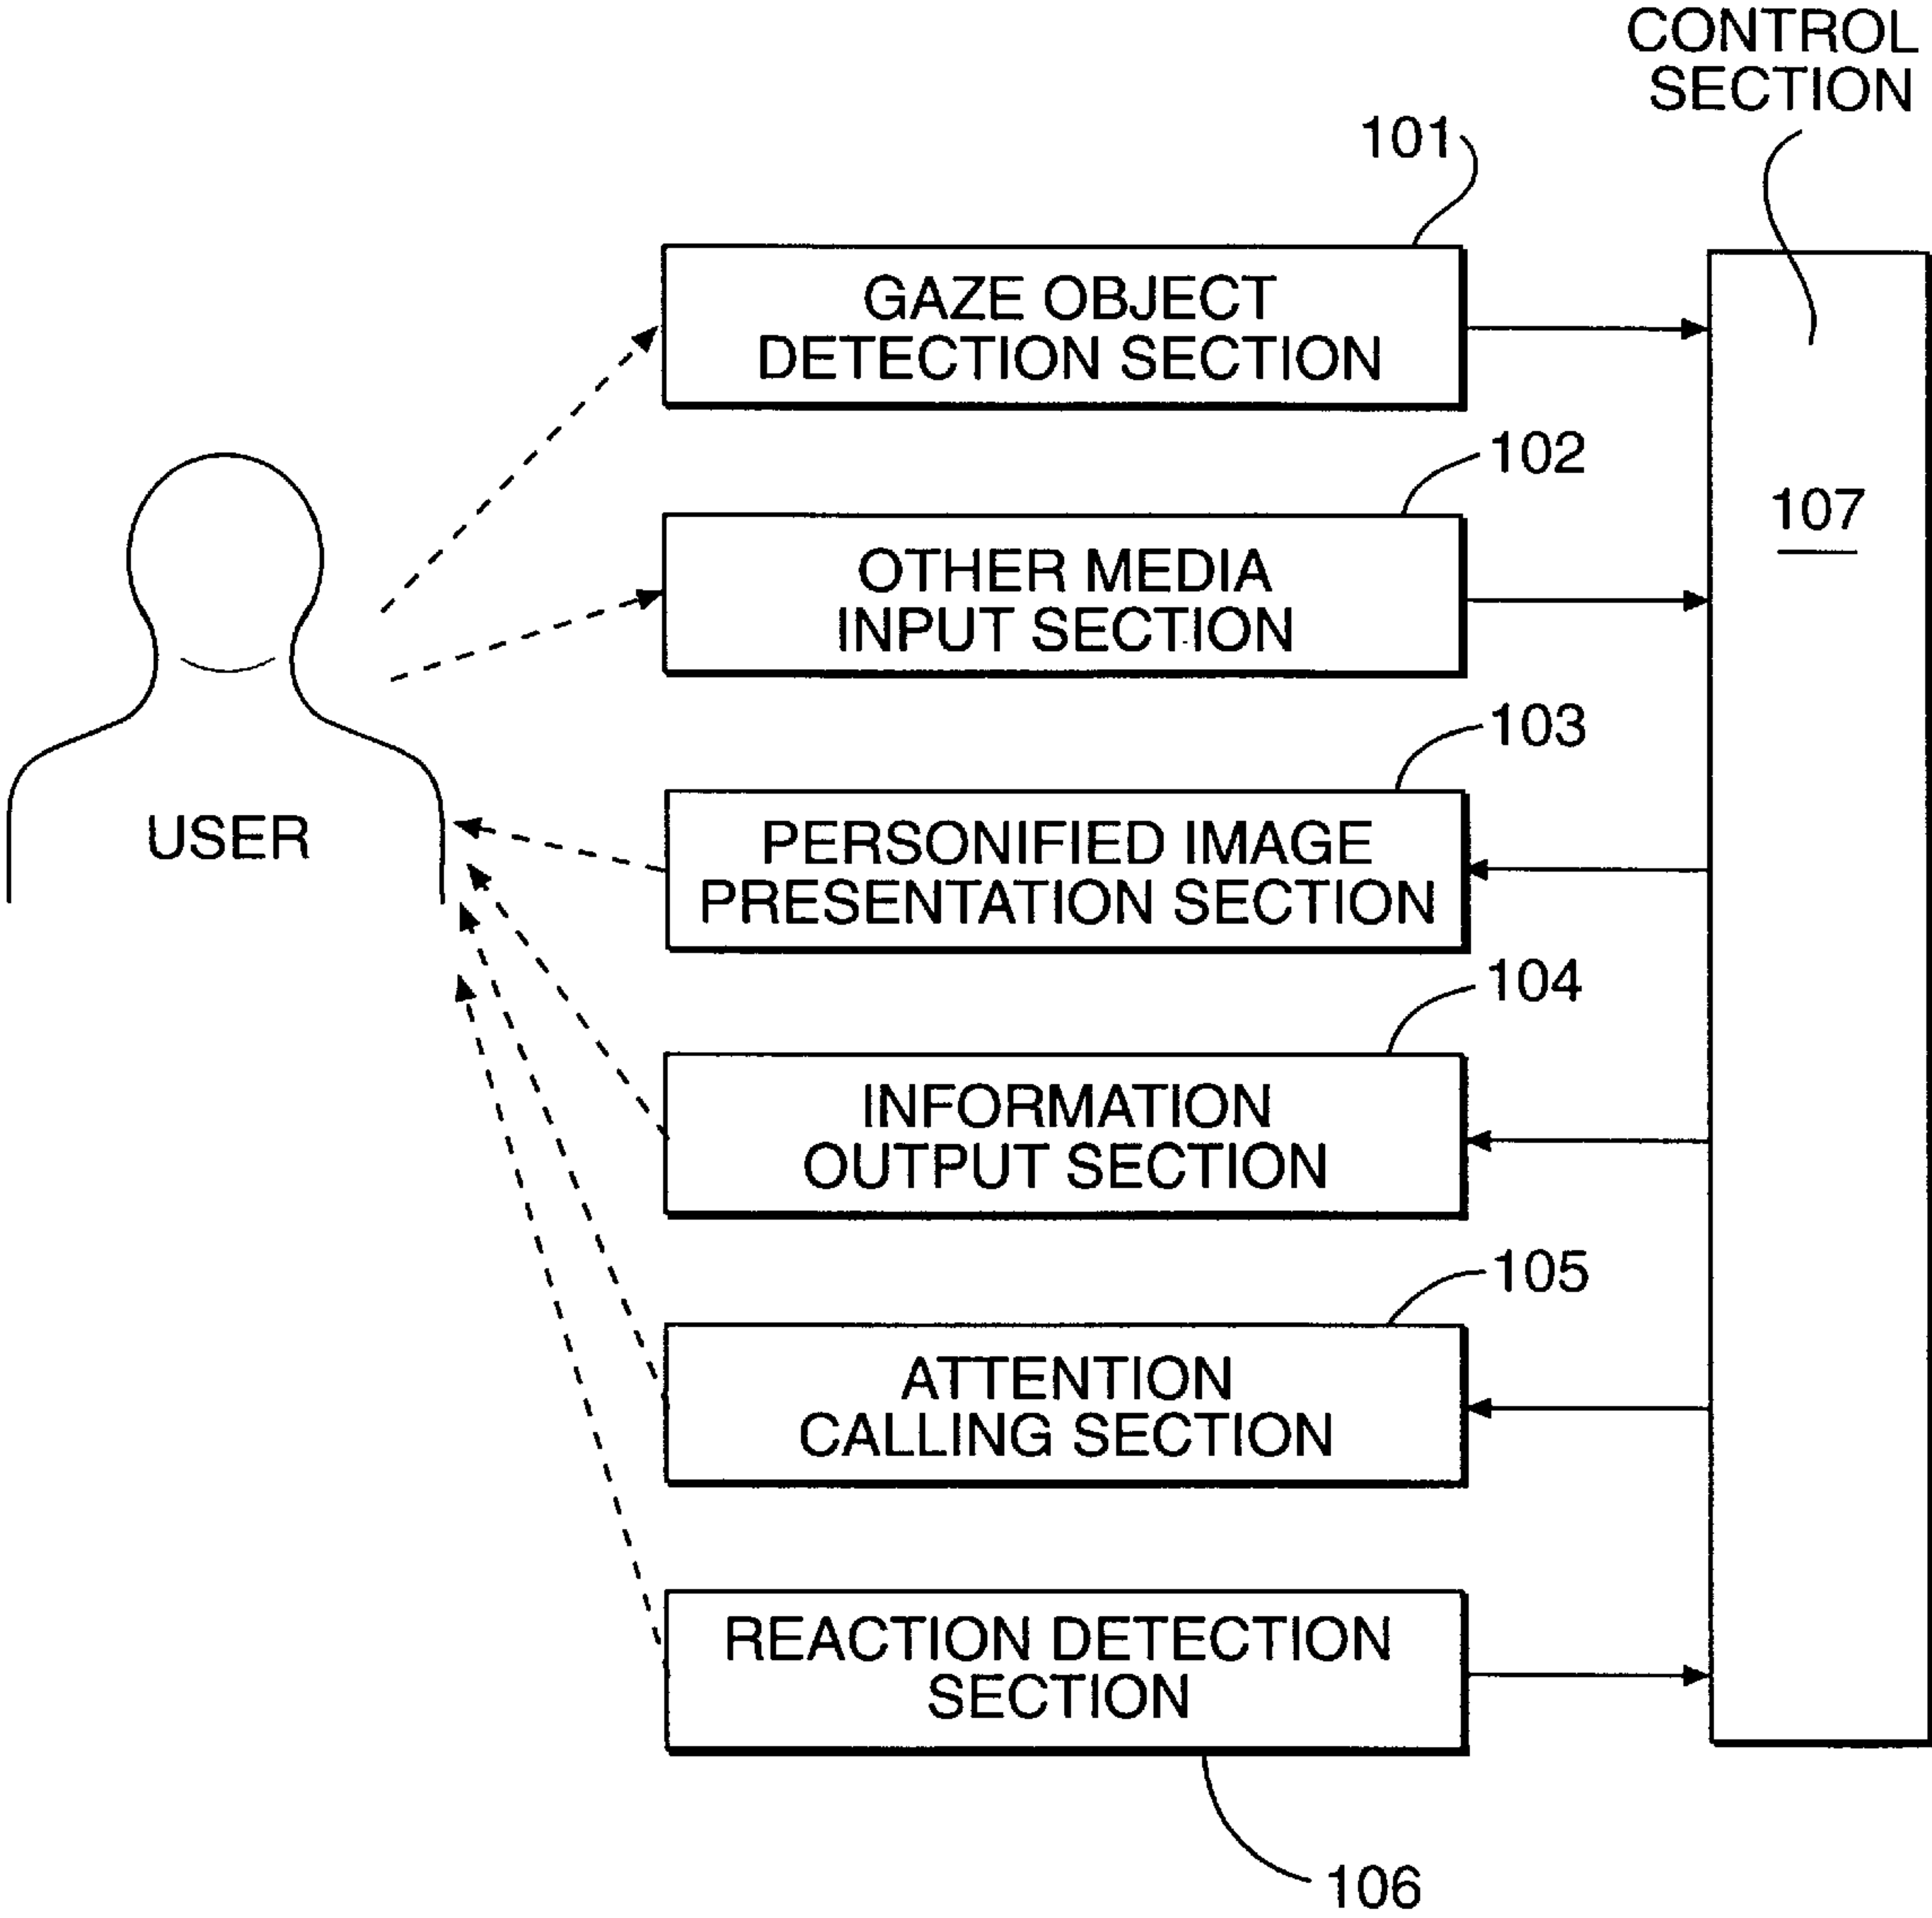 CONTROL
SECTION
101
GAZE OBJECT
DETECTION SECTION
102
107
OTHER MEDIA
INPUT SECTION
103
USER
PERSONIFIED IMAGE
PRESENTATION SECTION
104
INFORMATION
OUTPUT SECTION
105
ATTENTION
CALLING SECTION
REACTION DETECTION
SECTION
106